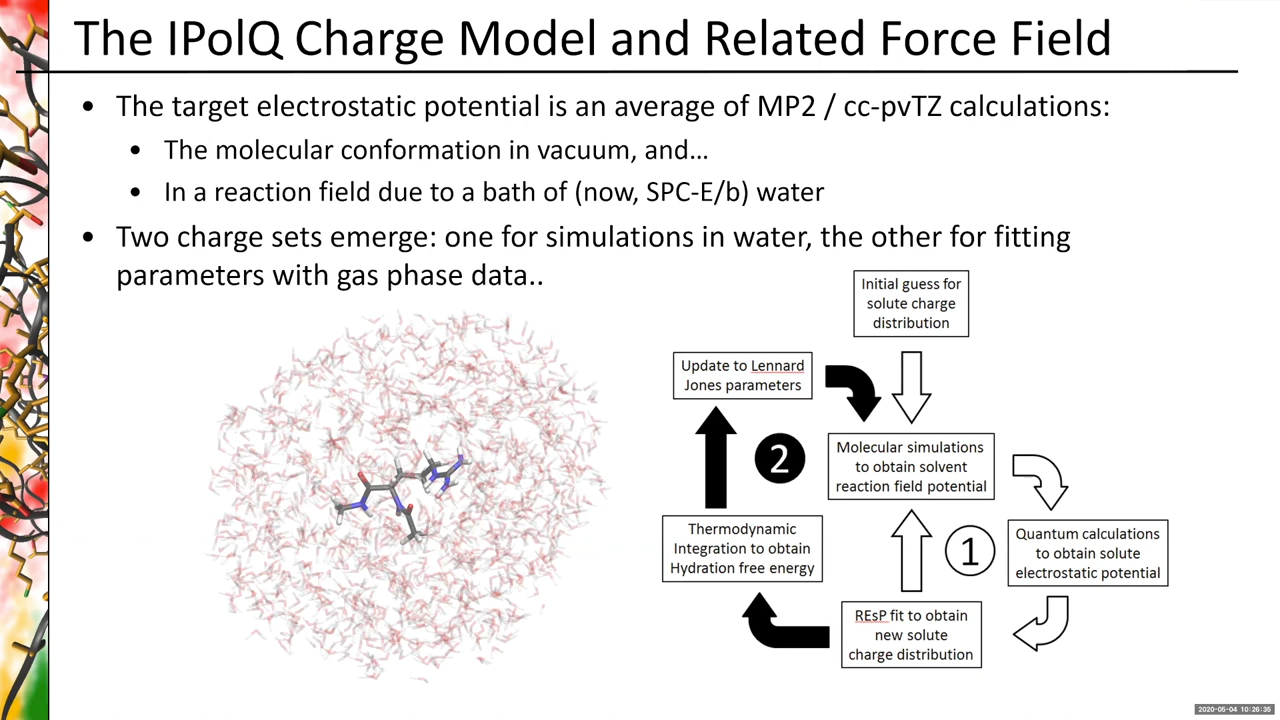 The IPolQ Charge Model and Related Force Field
• The target electrostatic potential is an average of MP2 / cc-pvTZ calculations:
• The molecular conformation in vacuum, and…
• In a reaction field due to a bath of (now, SPC-E/b) water
• Two charge sets emerge: one for simulations in water, the other for fitting
parameters with gas phase data..
Initial guess for
solute charge
distribution
Update to Lennard
Jones parameters
2
Molecular simulations
to obtain solvent
reaction field potential
Thermodynamic
Integration to obtain
Hydration free energy
1
Quantum calculations
to obtain solute
electrostatic potential
REsP fit to obtain
new solute
charge distribution
2020-05-04 10:26:35